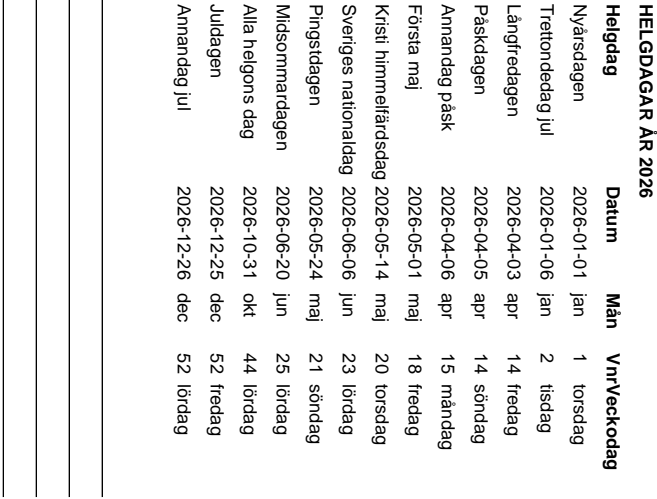 HELGDAGAR ÅR 2026
Helgdag Datum Mån VnrVeckodag
Nyårsdagen 2026-01-01 jan 1 torsdag
Trettondedag jul 2026-01-06 jan 2 tisdag
Långfredagen 2026-04-03 apr 14 fredag
Påskdagen 2026-04-05 apr 14 söndag
Annandag påsk 2026-04-06 apr 15 måndag
Första maj 2026-05-01 maj 18 fredag
Kristi himmelfärdsdag 2026-05-14 maj 20 torsdag
Sveriges nationaldag 2026-06-06 jun 23 lördag
Pingstdagen 2026-05-24 maj 21 söndag
Midsommardagen 2026-06-20 jun 25 lördag
Alla helgons dag 2026-10-31 okt 44 lördag
Juldagen 2026-12-25 dec 52 fredag
Annandag jul 2026-12-26 dec 52 lördag